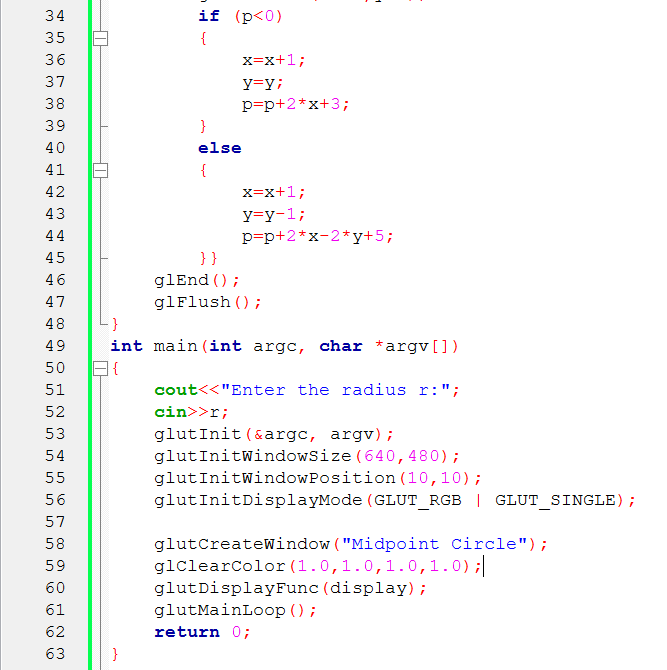 34 if (p<0)
35 {
36 x=x+1;
37 y=y;
38 p=p+2*x+3;
39 }
40 else
41 {
42 x=x+1;
43 y=y-1;
44 p=p+2*x-2*y+5;
45 }}
46 glEnd();
47 glFlush();
48 }
49 int main(int argc, char *argv[])
50 {
51 cout<<"Enter the radius r:";
52 cin>>r;
53 glutInit(&argc, argv);
54 glutInitWindowSize(640,480);
55 glutInitWindowPosition(10,10);
56 glutInitDisplayMode(GLUT_RGB | GLUT_SINGLE);
57
58 glutCreateWindow("Midpoint Circle");
59 glClearColor(1.0,1.0,1.0,1.0);
60 glutDisplayFunc(display);
61 glutMainLoop();
62 return 0;
63 }